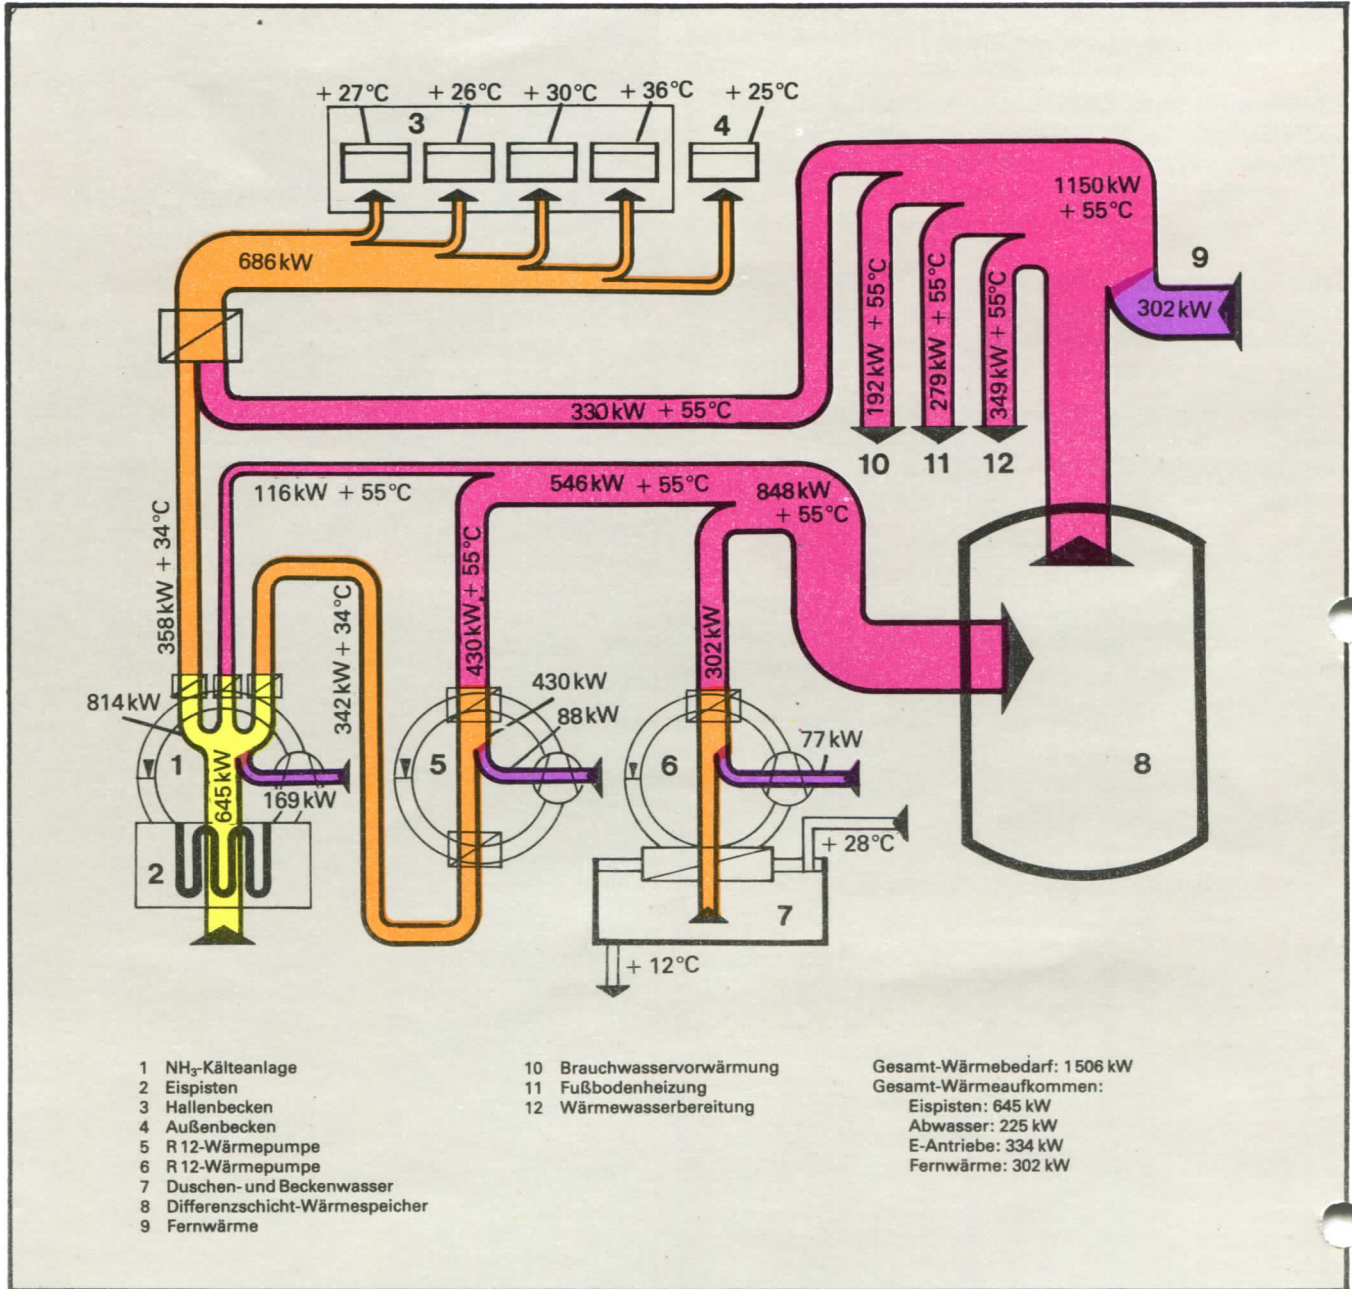 + 27°C
+ 26°C
+ 30°C
+ 36°C
+ 25°C
3
4
686 kW
1150 kW
+ 55°C
9
302 kW
192 kW + 55°C
279 kW + 55°C
349 kW + 55°C
330 kW + 55°C
10
11
12
116 kW + 55°C
546 kW + 55°C
848 kW
+ 55°C
358 kW + 34°C
342 kW + 34°C
430 kW + 55°C
302 kW
814 kW
430 kW
88 kW
77 kW
1
645 kW
169 kW
5
6
8
2
+ 28°C
7
+ 12°C
1 NH₃-Kälteanlage
2 Eispisten
3 Hallenbecken
4 Außenbecken
5 R 12-Wärmepumpe
6 R 12-Wärmepumpe
7 Duschen- und Beckenwasser
8 Differenzschicht-Wärmespeicher
9 Fernwärme
10 Brauchwasservorwärmung
11 Fußbodenheizung
12 Wärmewasserbereitung
Gesamt-Wärmebedarf: 1 506 kW
Gesamt-Wärmeaufkommen:
Eispisten: 645 kW
Abwasser: 225 kW
E-Antriebe: 334 kW
Fernwärme: 302 kW